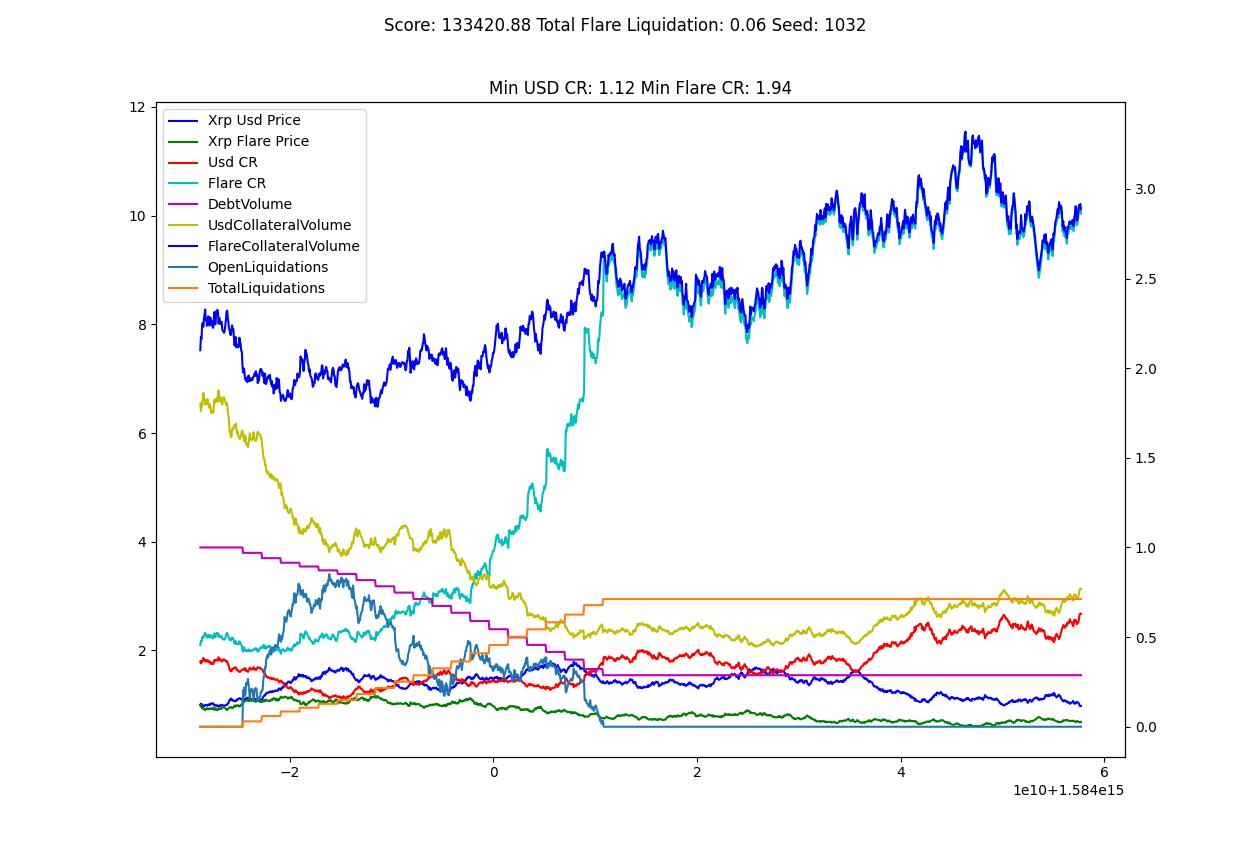 Score: 133420.88 Total Flare Liquidation: 0.06 Seed: 1032
Min USD CR: 1.12 Min Flare CR: 1.94
Xrp Usd Price
Xrp Flare Price
Usd CR
Flare CR
DebtVolume
UsdCollateralVolume
FlareCollateralVolume
OpenLiquidations
TotalLiquidations
12
10
8
6
4
2
3.0
2.5
2.0
1.5
1.0
0.5
0.0
−2
0
2
4
6
1e10+1.584e15